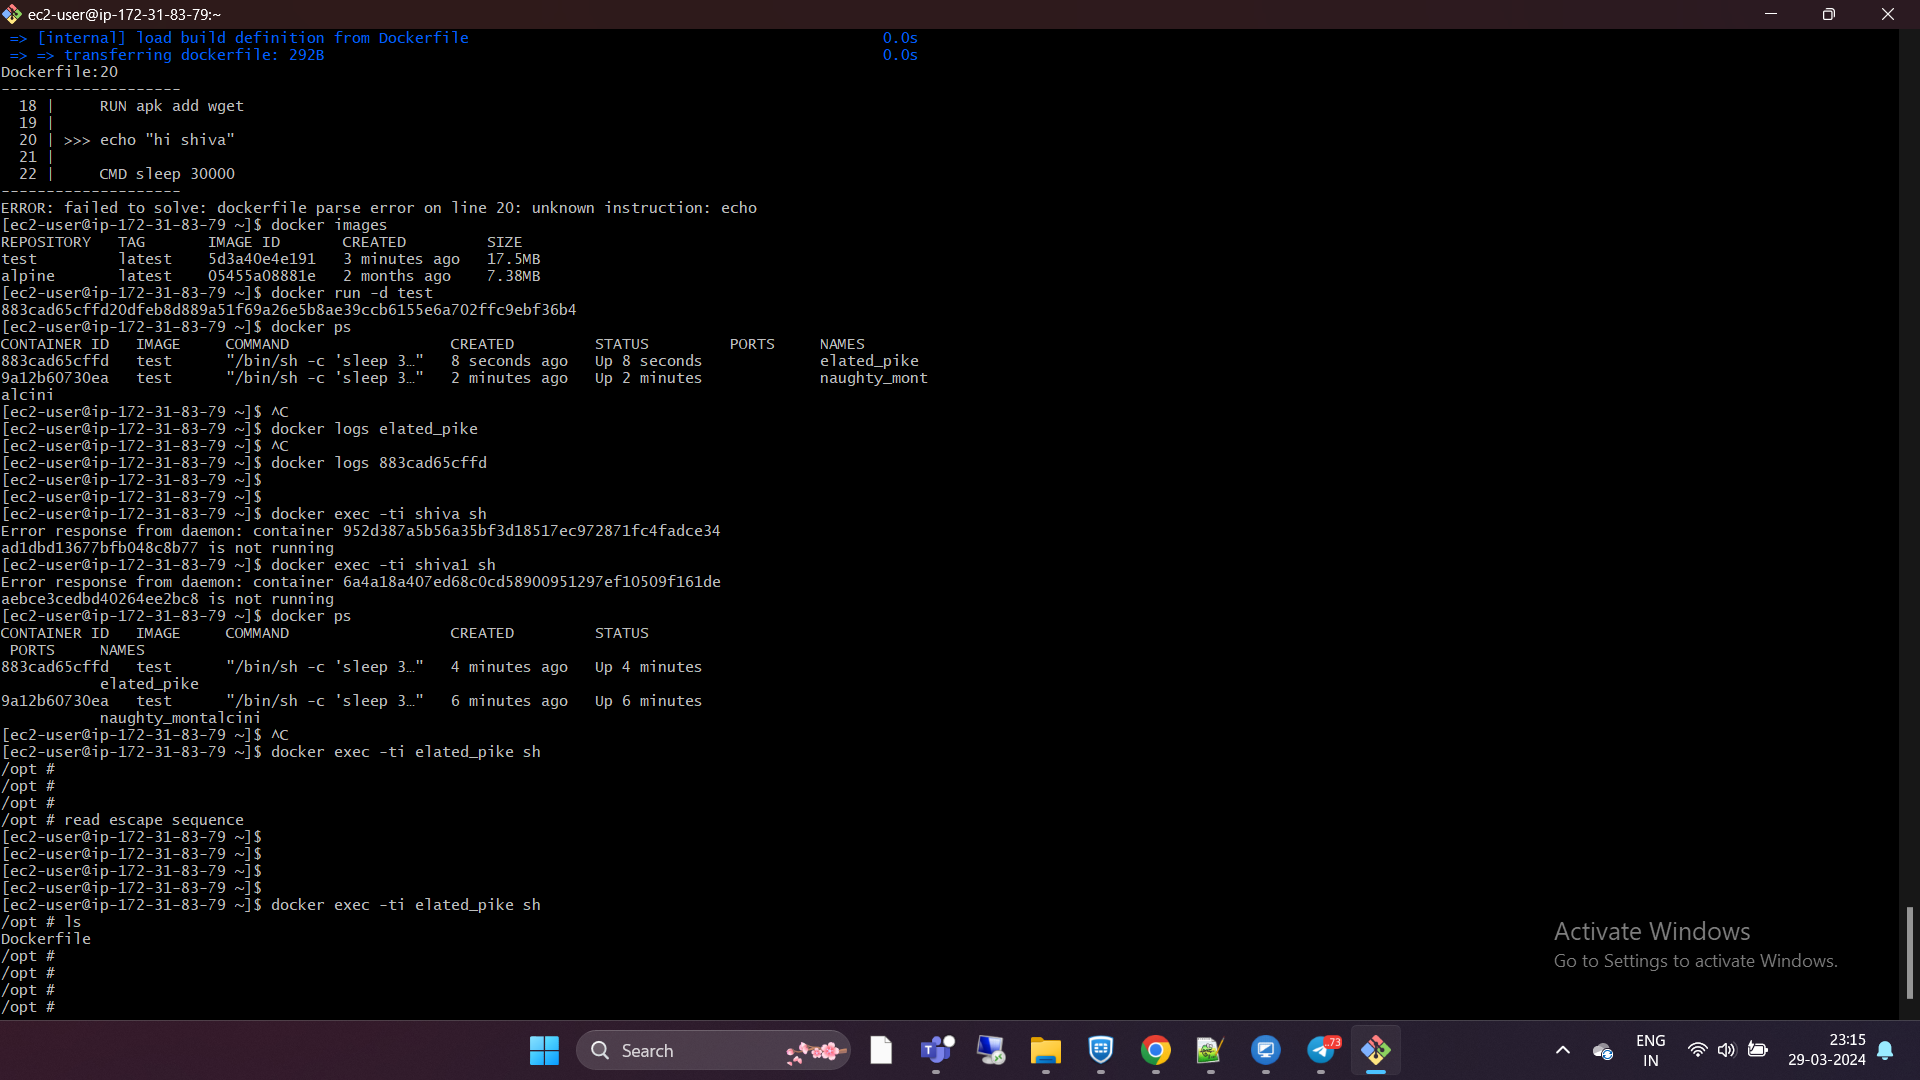 ec2-user@ip-172-31-83-79:~
=> [internal] load build definition from Dockerfile 0.0s
=> => transferring dockerfile: 292B 0.0s
Dockerfile:20
--------------------
18 | RUN apk add wget
19 |
20 | >>> echo "hi shiva"
21 |
22 | CMD sleep 30000
--------------------
ERROR: failed to solve: dockerfile parse error on line 20: unknown instruction: echo
[ec2-user@ip-172-31-83-79 ~]$ docker images
REPOSITORY TAG IMAGE ID CREATED SIZE
test latest 5d3a40e4e191 3 minutes ago 17.5MB
alpine latest 05455a08881e 2 months ago 7.38MB
[ec2-user@ip-172-31-83-79 ~]$ docker run -d test
883cad65cffd20dfeb8d889a51f69a26e5b8ae39ccb6155e6a702ffc9ebf36b4
[ec2-user@ip-172-31-83-79 ~]$ docker ps
CONTAINER ID IMAGE COMMAND CREATED STATUS PORTS NAMES
883cad65cffd test "/bin/sh -c 'sleep 3…" 8 seconds ago Up 8 seconds elated_pike
9a12b60730ea test "/bin/sh -c 'sleep 3…" 2 minutes ago Up 2 minutes naughty_mont
alcini
[ec2-user@ip-172-31-83-79 ~]$ ^C
[ec2-user@ip-172-31-83-79 ~]$ docker logs elated_pike
[ec2-user@ip-172-31-83-79 ~]$ ^C
[ec2-user@ip-172-31-83-79 ~]$ docker logs 883cad65cffd
[ec2-user@ip-172-31-83-79 ~]$
[ec2-user@ip-172-31-83-79 ~]$
[ec2-user@ip-172-31-83-79 ~]$ docker exec -ti shiva sh
Error response from daemon: container 952d387a5b56a35bf3d18517ec972871fc4fadce34
ad1dbd13677bfb048c8b77 is not running
[ec2-user@ip-172-31-83-79 ~]$ docker exec -ti shiva1 sh
Error response from daemon: container 6a4a18a407ed68c0cd58900951297ef10509f161de
aebce3cedbd40264ee2bc8 is not running
[ec2-user@ip-172-31-83-79 ~]$ docker ps
CONTAINER ID IMAGE COMMAND CREATED STATUS
PORTS NAMES
883cad65cffd test "/bin/sh -c 'sleep 3…" 4 minutes ago Up 4 minutes
elated_pike
9a12b60730ea test "/bin/sh -c 'sleep 3…" 6 minutes ago Up 6 minutes
naughty_montalcini
[ec2-user@ip-172-31-83-79 ~]$ ^C
[ec2-user@ip-172-31-83-79 ~]$ docker exec -ti elated_pike sh
/opt #
/opt #
/opt #
/opt # read escape sequence
[ec2-user@ip-172-31-83-79 ~]$
[ec2-user@ip-172-31-83-79 ~]$
[ec2-user@ip-172-31-83-79 ~]$
[ec2-user@ip-172-31-83-79 ~]$
[ec2-user@ip-172-31-83-79 ~]$ docker exec -ti elated_pike sh
/opt # ls
Dockerfile
/opt #
/opt #
/opt #
/opt #
Activate Windows
Go to Settings to activate Windows.
Search
73
ENG
IN
23:15
29-03-2024